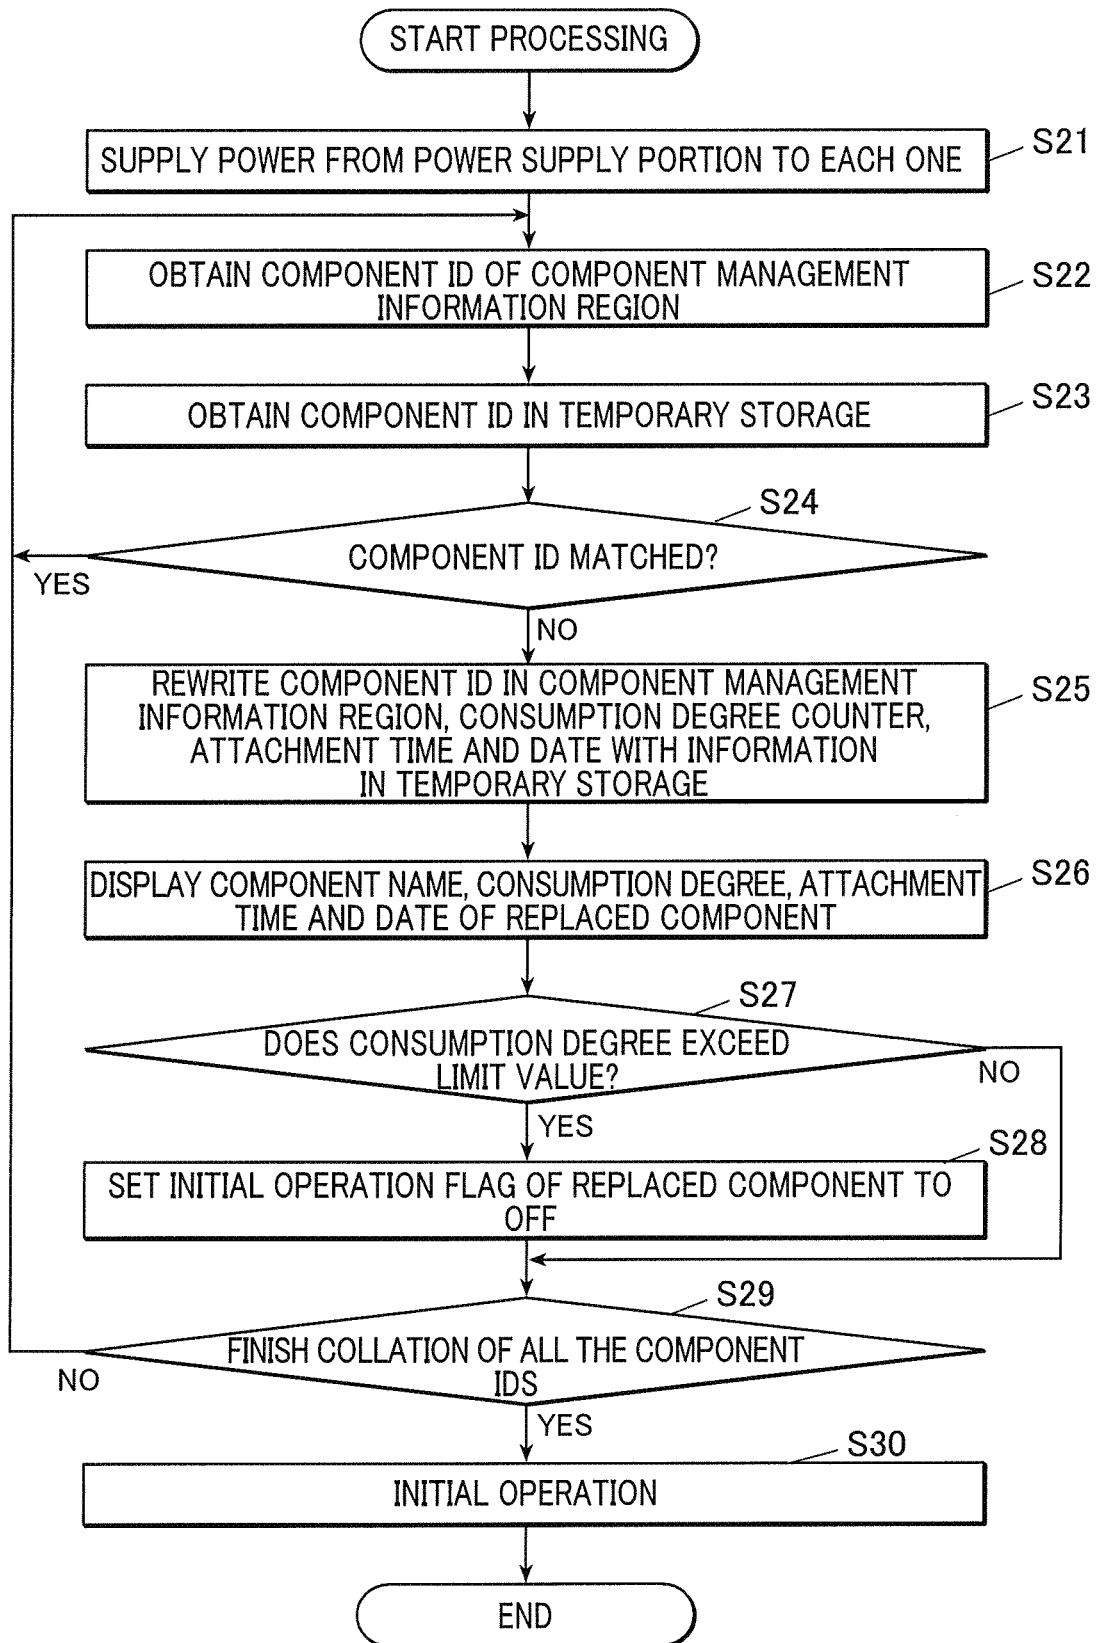 START PROCESSING
SUPPLY POWER FROM POWER SUPPLY PORTION TO EACH ONE
S21
OBTAIN COMPONENT ID OF COMPONENT MANAGEMENT
INFORMATION REGION
S22
OBTAIN COMPONENT ID IN TEMPORARY STORAGE
S23
S24
COMPONENT ID MATCHED?
YES
NO
REWRITE COMPONENT ID IN COMPONENT MANAGEMENT
INFORMATION REGION, CONSUMPTION DEGREE COUNTER,
ATTACHMENT TIME AND DATE WITH INFORMATION
IN TEMPORARY STORAGE
S25
DISPLAY COMPONENT NAME, CONSUMPTION DEGREE, ATTACHMENT
TIME AND DATE OF REPLACED COMPONENT
S26
S27
DOES CONSUMPTION DEGREE EXCEED
LIMIT VALUE?
NO
YES
S28
SET INITIAL OPERATION FLAG OF REPLACED COMPONENT TO
OFF
S29
FINISH COLLATION OF ALL THE COMPONENT
IDS
NO
YES
S30
INITIAL OPERATION
END